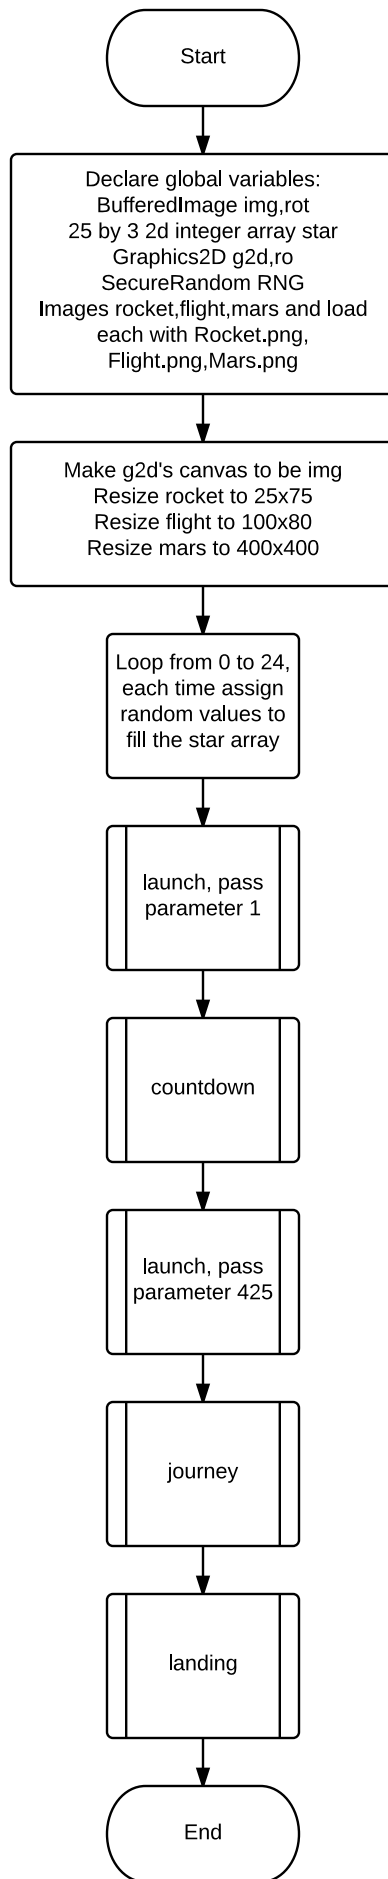 Start
Declare global variables:
BufferedImage img,rot
25 by 3 2d integer array star
Graphics2D g2d,ro
SecureRandom RNG
Images rocket,flight,mars and load
each with Rocket.png,
Flight.png,Mars.png
Make g2d's canvas to be img
Resize rocket to 25x75
Resize flight to 100x80
Resize mars to 400x400
Loop from 0 to 24,
each time assign
random values to
fill the star array
launch, pass
parameter 1
countdown
launch, pass
parameter 425
journey
landing
End